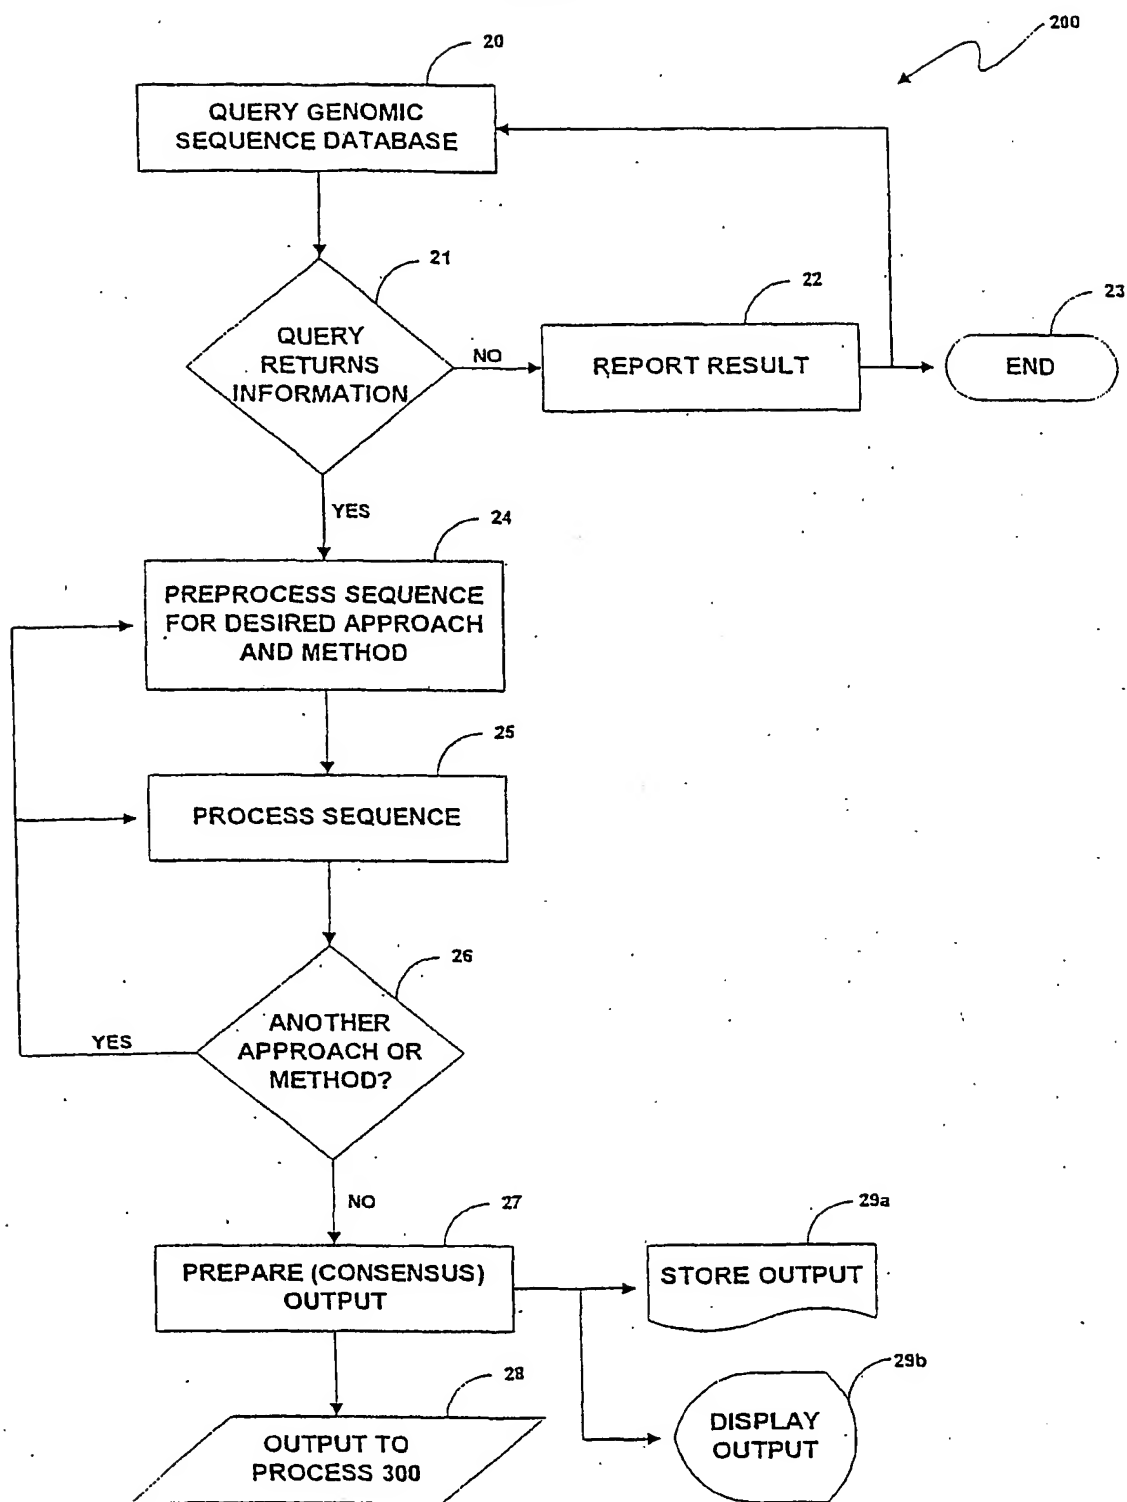 200
20
QUERY GENOMIC
SEQUENCE DATABASE
21
QUERY
RETURNS
INFORMATION
NO
22
REPORT RESULT
23
END
YES
24
PREPROCESS SEQUENCE
FOR DESIRED APPROACH
AND METHOD
25
PROCESS SEQUENCE
26
ANOTHER
APPROACH OR
METHOD?
YES
NO
27
PREPARE (CONSENSUS)
OUTPUT
29a
STORE OUTPUT
28
OUTPUT TO
PROCESS 300
29b
DISPLAY
OUTPUT